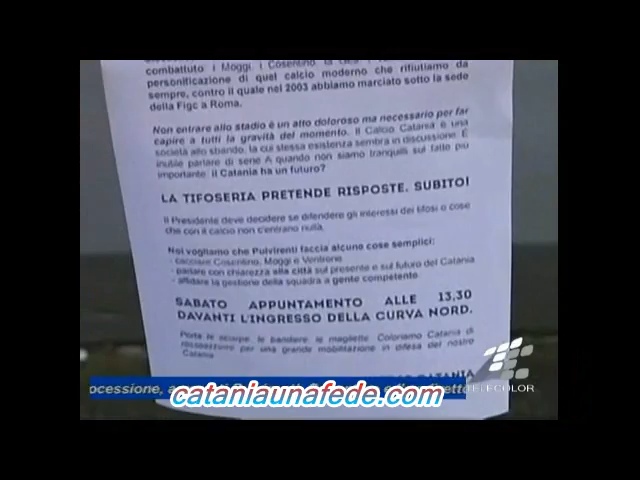 combattuto i Moggi, i Cosentino, la
personificazione di quel calcio moderno che rifiutiamo da
sempre, contro il quale nel 2003 abbiamo marciato sotto la sede
della Figc a Roma.
Non entrare allo stadio è un atto doloroso ma necessario per far
capire a tutti la gravità del momento. Il Calcio Catania è una
società allo sbando, la cui stessa esistenza sembra in discussione. È
inutile parlare di serie A quando non siamo tranquilli sul fatto più
importante: il Catania ha un futuro?
LA TIFOSERIA PRETENDE RISPOSTE. SUBITO!
Il Presidente deve decidere se difendere gli interessi dei tifosi o cose
che con il calcio non c'entrano nulla.
Noi vogliamo che Pulvirenti faccia alcune cose semplici:
- cacciare Cosentino, Moggi e Ventrone
- parlare con chiarezza alla città sul presente e sul futuro del Catania
- affidare la gestione della squadra a gente competente.
SABATO APPUNTAMENTO ALLE 13,30
DAVANTI L'INGRESSO DELLA CURVA NORD.
Porta le sciarpe, le bandiere, le magliette. Coloriamo Catania di
rossoazzurro per una grande mobilitazione in difesa del nostro
Catania
CATANIA
ocessione, a
cataniaunafede.com
TELECOLOR